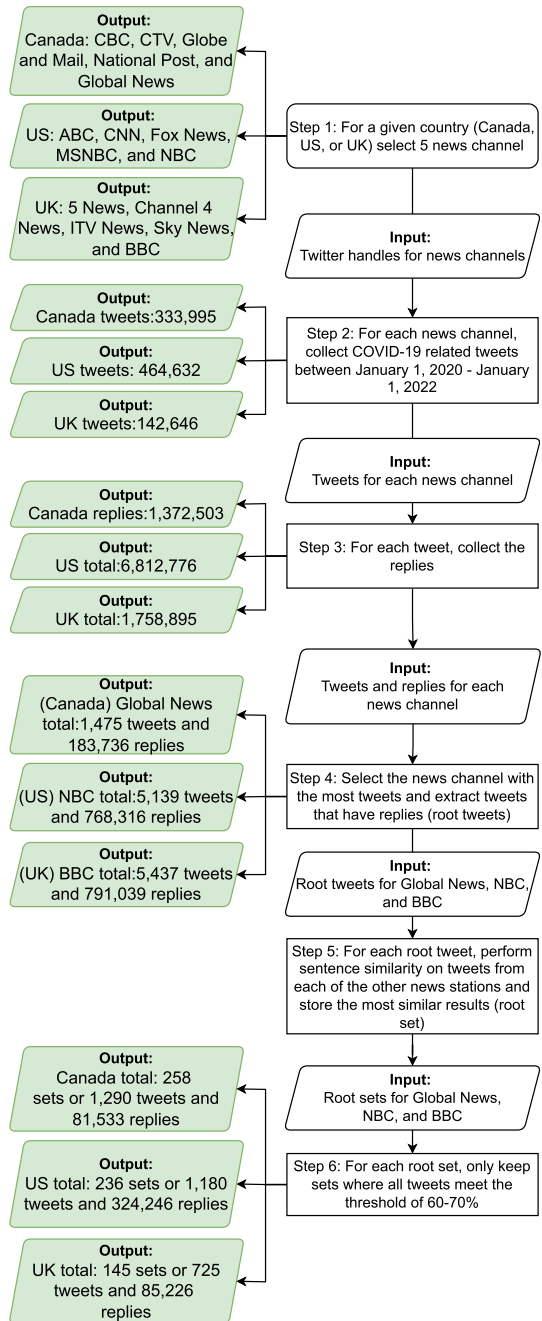 Output:
Canada: CBC, CTV, Globe
and Mail, National Post, and
Global News
Output:
US: ABC, CNN, Fox News,
MSNBC, and NBC
Output:
UK: 5 News, Channel 4
News, ITV News, Sky News,
and BBC
Step 1: For a given country (Canada,
US, or UK) select 5 news channel
Input:
Twitter handles for news channels
Output:
Canada tweets:333,995
Output:
US tweets: 464,632
Output:
UK tweets:142,646
Step 2: For each news channel,
collect COVID-19 related tweets
between January 1, 2020 - January
1, 2022
Input:
Tweets for each news channel
Output:
Canada replies:1,372,503
Output:
US total:6,812,776
Output:
UK total:1,758,895
Step 3: For each tweet, collect the
replies
Input:
Tweets and replies for each
news channel
Output:
(Canada) Global News
total:1,475 tweets and
183,736 replies
Output:
(US) NBC total:5,139 tweets
and 768,316 replies
Output:
(UK) BBC total:5,437 tweets
and 791,039 replies
Step 4: Select the news channel with
the most tweets and extract tweets
that have replies (root tweets)
Input:
Root tweets for Global News, NBC,
and BBC
Step 5: For each root tweet, perform
sentence similarity on tweets from
each of the other news stations and
store the most similar results (root
set)
Input:
Root sets for Global News,
NBC, and BBC
Output:
Canada total: 258
sets or 1,290 tweets and
81,533 replies
Output:
US total: 236 sets or 1,180
tweets and 324,246 replies
Output:
UK total: 145 sets or 725
tweets and 85,226
replies
Step 6: For each root set, only keep
sets where all tweets meet the
threshold of 60-70%